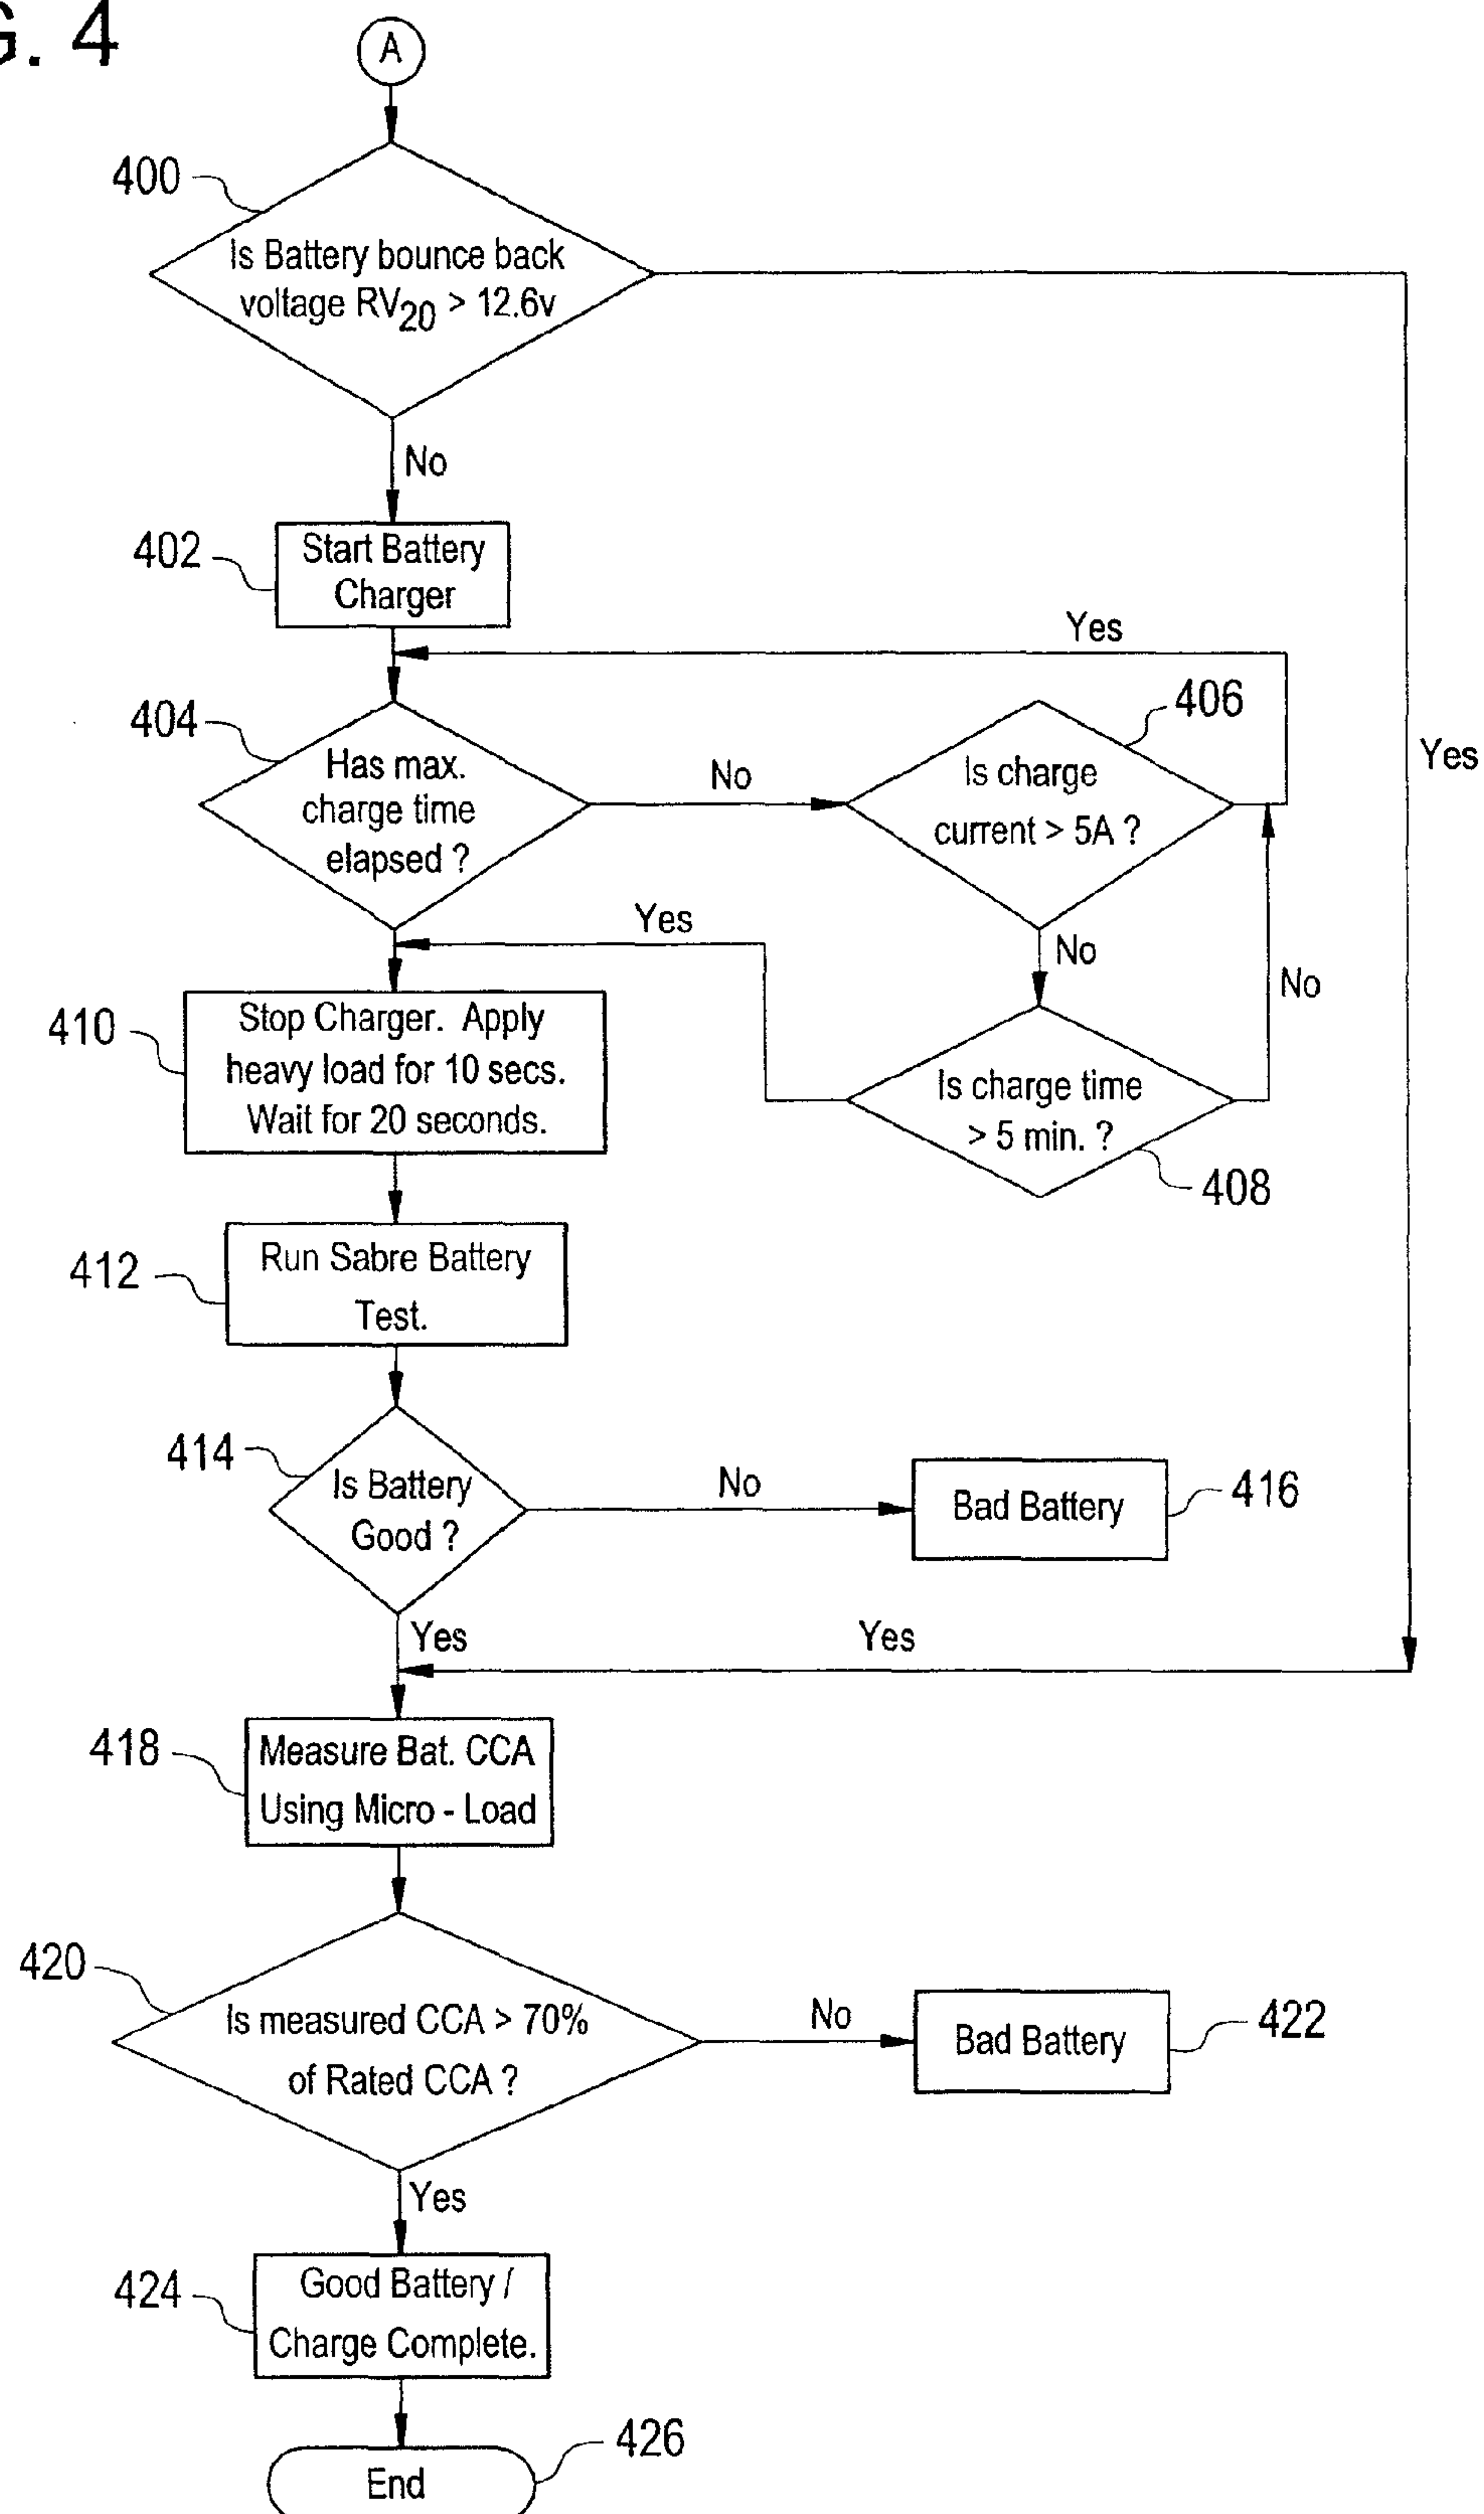 G. 4
A
400
Is Battery bounce back
voltage RV20 > 12.6v
No
402
Start Battery
Charger
Yes
404
Has max.
charge time
elapsed ?
No
406
Is charge
current > 5A ?
Yes
Yes
No
No
410
Stop Charger. Apply
heavy load for 10 secs.
Wait for 20 seconds.
Is charge time
> 5 min. ?
408
412
Run Sabre Battery
Test.
414
Is Battery
Good ?
No
Bad Battery
416
Yes
Yes
418
Measure Bat. CCA
Using Micro - Load
420
Is measured CCA > 70%
of Rated CCA ?
No
Bad Battery
422
Yes
424
Good Battery /
Charge Complete.
426
End